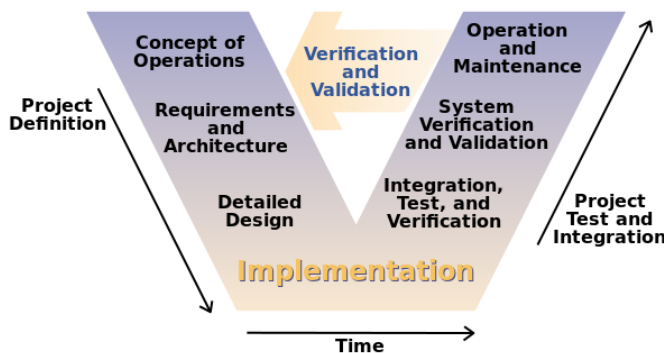 Concept of
Operations
Verification
and
Validation
Operation
and
Maintenance
Project
Definition
Requirements
and
Architecture
System
Verification
and Validation
Detailed
Design
Integration,
Test, and
Verification
Project
Test and
Integration
Implementation
Time